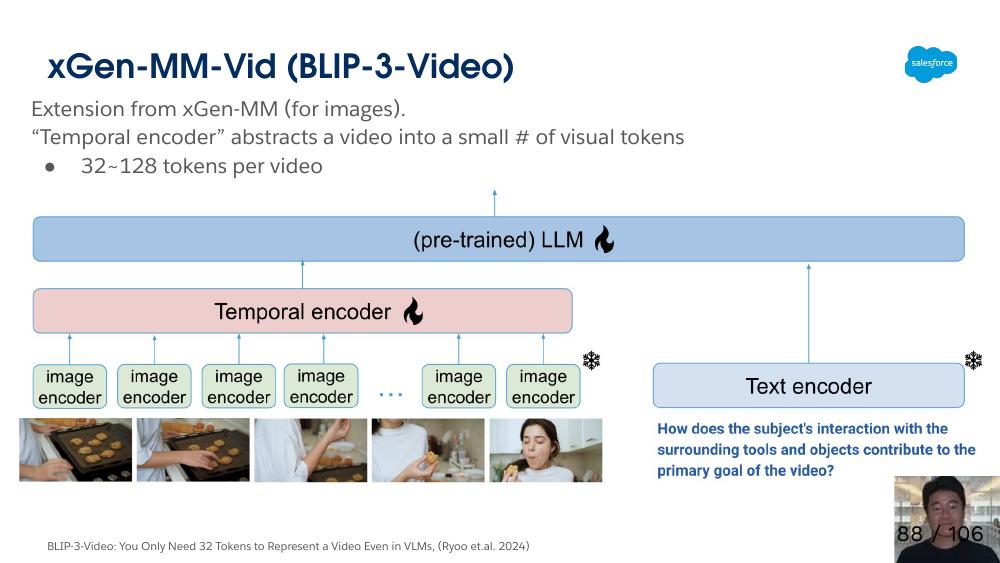 xGen-MM-Vid (BLIP-3-Video)
salesforce
Extension from xGen-MM (for images).
“Temporal encoder” abstracts a video into a small # of visual tokens
● 32~128 tokens per video
(pre-trained) LLM
Temporal encoder
image encoder
image encoder
image encoder
image encoder
...
image encoder
image encoder
Text encoder
How does the subject's interaction with the
surrounding tools and objects contribute to the
primary goal of the video?
88 / 106
BLIP-3-Video: You Only Need 32 Tokens to Represent a Video Even in VLMs, (Ryoo et.al. 2024)